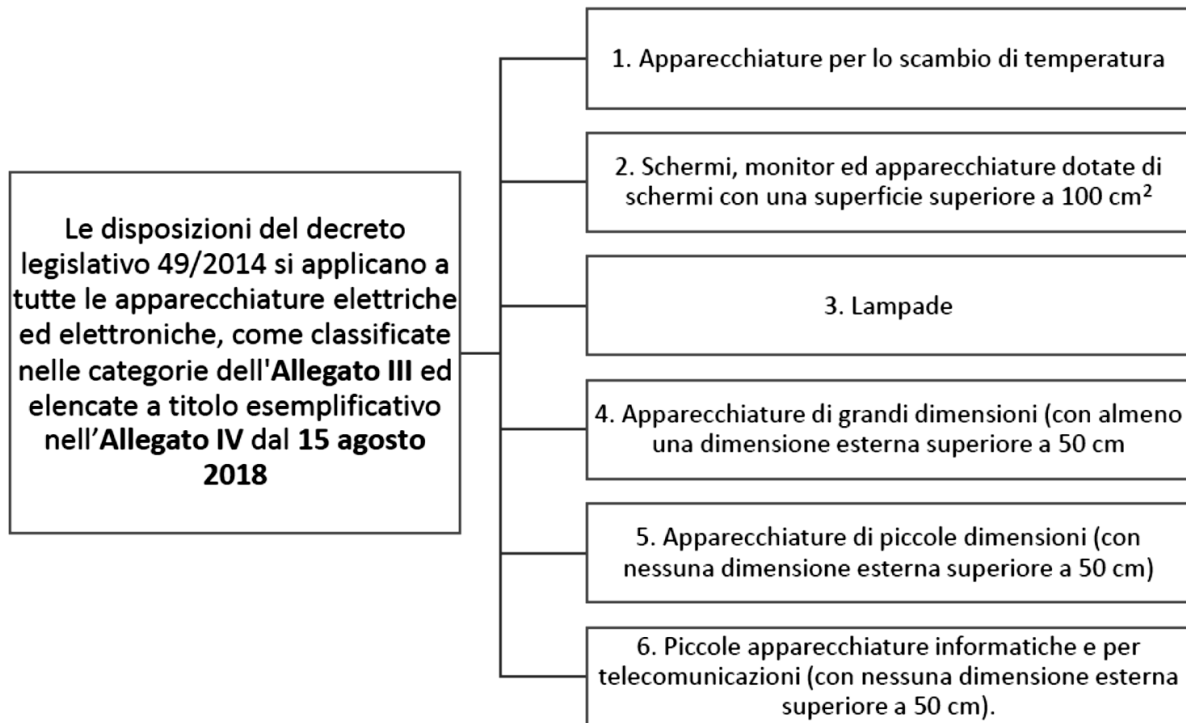 Le disposizioni del decreto
legislativo 49/2014 si applicano a
tutte le apparecchiature elettriche
ed elettroniche, come classificate
nelle categorie dell'Allegato III ed
elencate a titolo esemplificativo
nell’Allegato IV dal 15 agosto
2018
1. Apparecchiature per lo scambio di temperatura
2. Schermi, monitor ed apparecchiature dotate di
schermi con una superficie superiore a 100 cm²
3. Lampade
4. Apparecchiature di grandi dimensioni (con almeno
una dimensione esterna superiore a 50 cm
5. Apparecchiature di piccole dimensioni (con
nessuna dimensione esterna superiore a 50 cm)
6. Piccole apparecchiature informatiche e per
telecomunicazioni (con nessuna dimensione esterna
superiore a 50 cm).